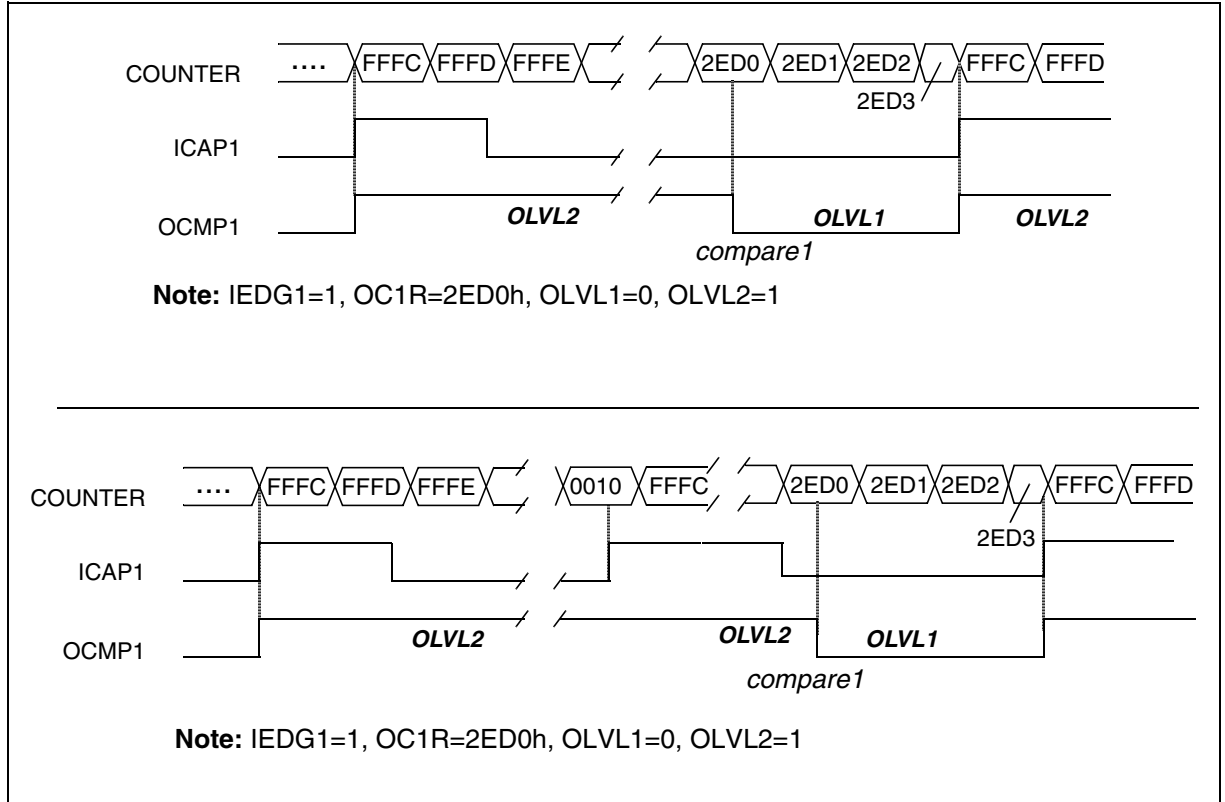 COUNTER .... FFFC FFFD FFFE 2ED0 2ED1 2ED2 FFFC FFFD
2ED3
ICAP1
OCMP1 OLVL2 OLVL1 OLVL2
compare1
Note: IEDG1=1, OC1R=2ED0h, OLVL1=0, OLVL2=1
COUNTER .... FFFC FFFD FFFE 0010 FFFC 2ED0 2ED1 2ED2 FFFC FFFD
2ED3
ICAP1
OCMP1 OLVL2 OLVL2 OLVL1
compare1
Note: IEDG1=1, OC1R=2ED0h, OLVL1=0, OLVL2=1